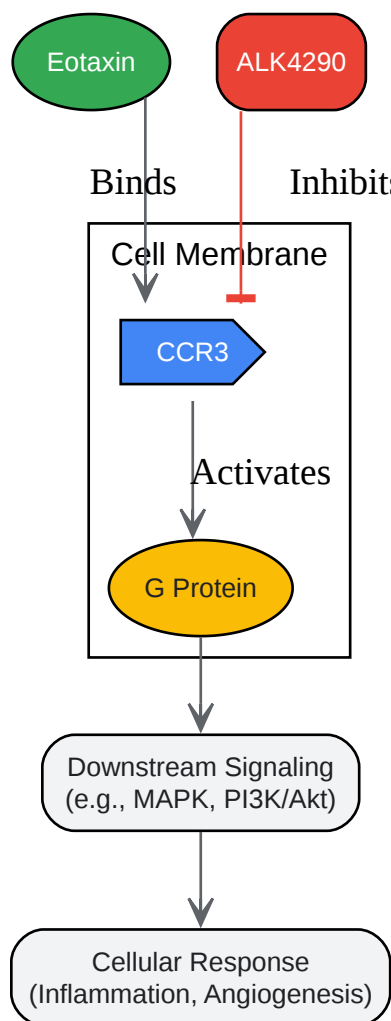 Eotaxin
ALK4290
Binds
Inhibits
Cell Membrane
CCR3
Activates
G Protein
Downstream Signaling
(e.g., MAPK, PI3K/Akt)
Cellular Response
(Inflammation, Angiogenesis)